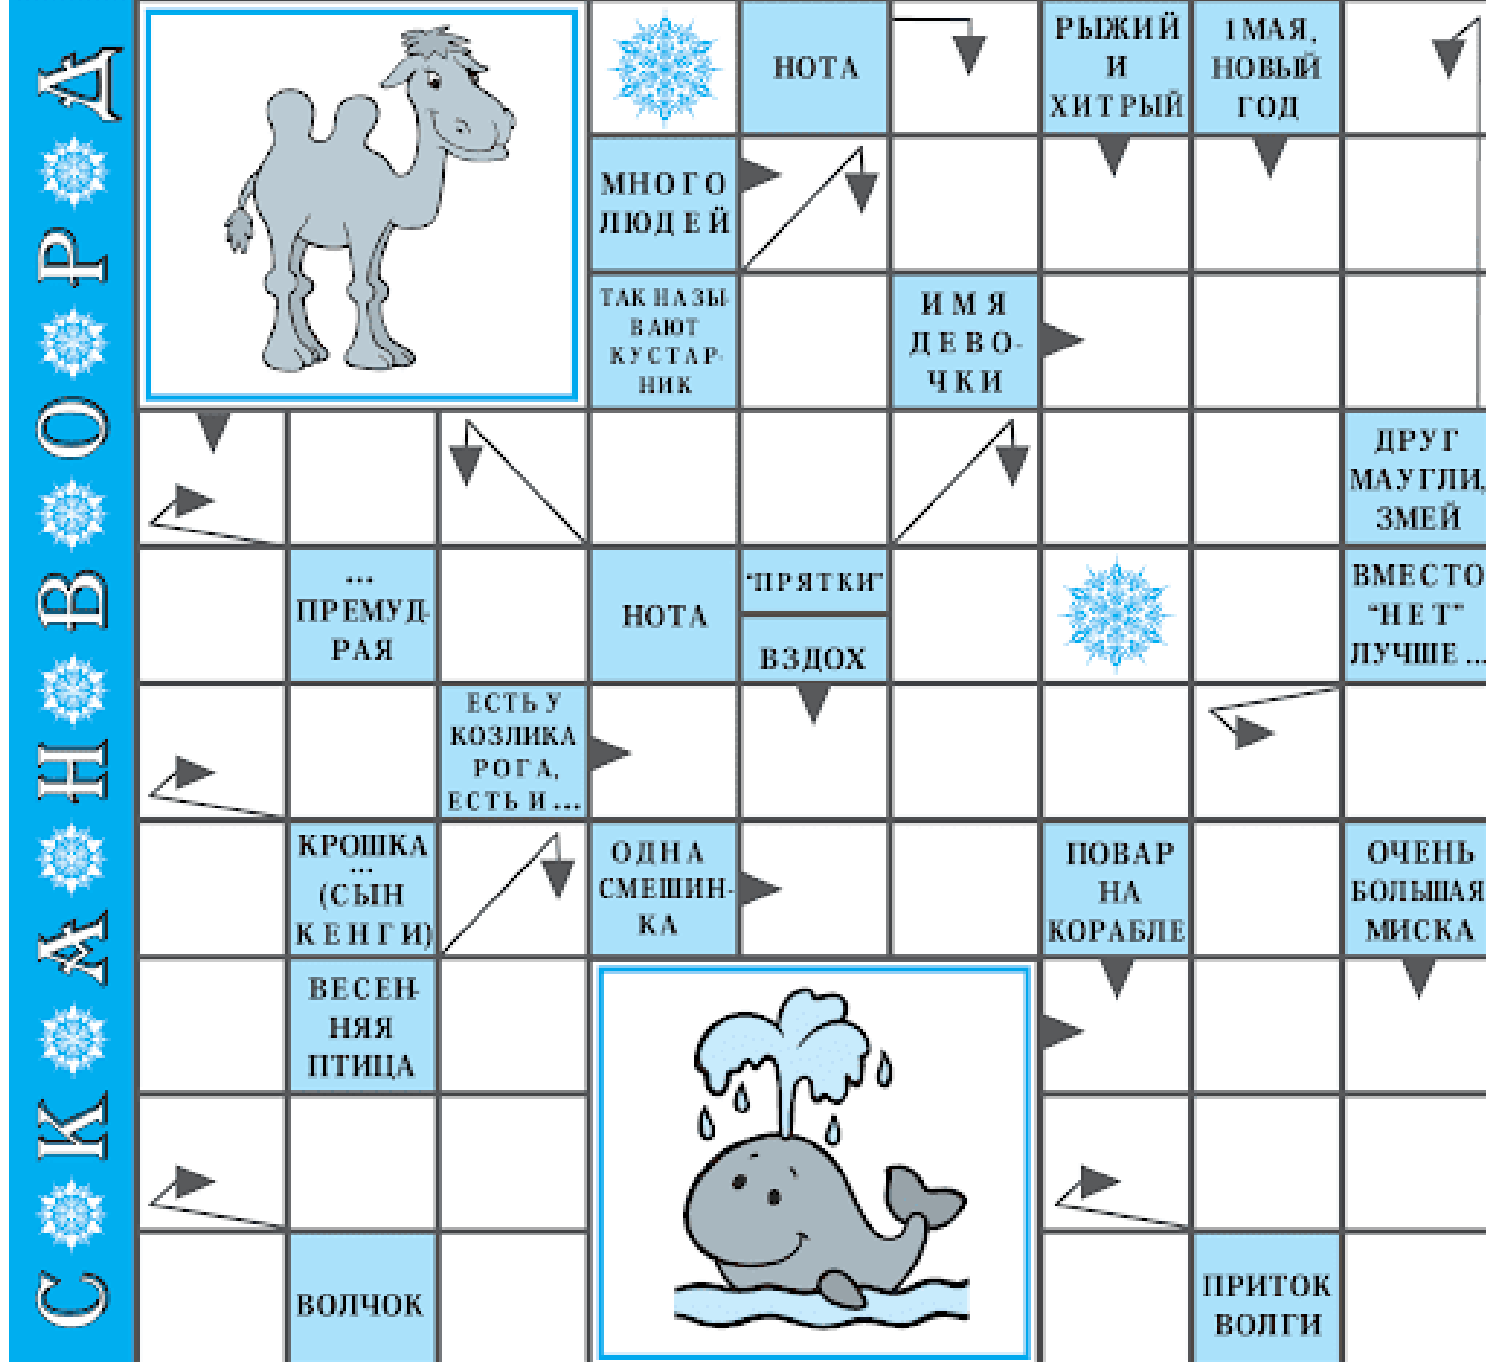 СКАНВОРД
НОТА
РЫЖИЙ
И
ХИТРЫЙ
1 МАЯ,
НОВЫЙ
ГОД
МНОГО
ЛЮДЕЙ
ТАК НАЗЫ-
ВАЮТ
КУСТАР-
НИК
ИМЯ
ДЕВО-
ЧКИ
ДРУГ
МАУГЛИ,
ЗМЕЙ
...
ПРЕМУД-
РАЯ
НОТА
"ПРЯТКИ"
ВЗДОХ
ВМЕСТО
"НЕТ"
ЛУЧШЕ ...
ЕСТЬ У
КОЗЛИКА
РОГА,
ЕСТЬ И ...
КРОШКА
...
(СЫН
КЕНГИ)
ОДНА
СМЕШИН-
КА
ПОВАР
НА
КОРАБЛЕ
ОЧЕНЬ
БОЛЬШАЯ
МИСКА
ВЕСЕН-
НЯЯ
ПТИЦА
ВОЛЧОК
ПРИТОК
ВОЛГИ